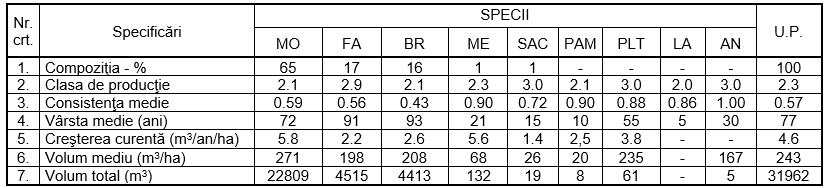 Nr. crt. Specificări SPECII U.P.
MO FA BR ME SAC PAM PLT LA AN
1. Compoziţia - % 65 17 16 1 1 - - - - 100
2. Clasa de producţie 2.1 2.9 2.1 2.3 3.0 2.1 3.0 2.0 3.0 2.3
3. Consistenţa medie 0.59 0.56 0.43 0.90 0.72 0.90 0.88 0.86 1.00 0.57
4. Vârsta medie (ani) 72 91 93 21 15 10 55 5 30 77
5. Creşterea curentă (m³/an/ha) 5.8 2.2 2.6 5.6 1.4 2,5 3.8 - - 4.6
6. Volum mediu (m³/ha) 271 198 208 68 26 20 235 - 167 243
7. Volum total (m³) 22809 4515 4413 132 19 8 61 - 5 31962